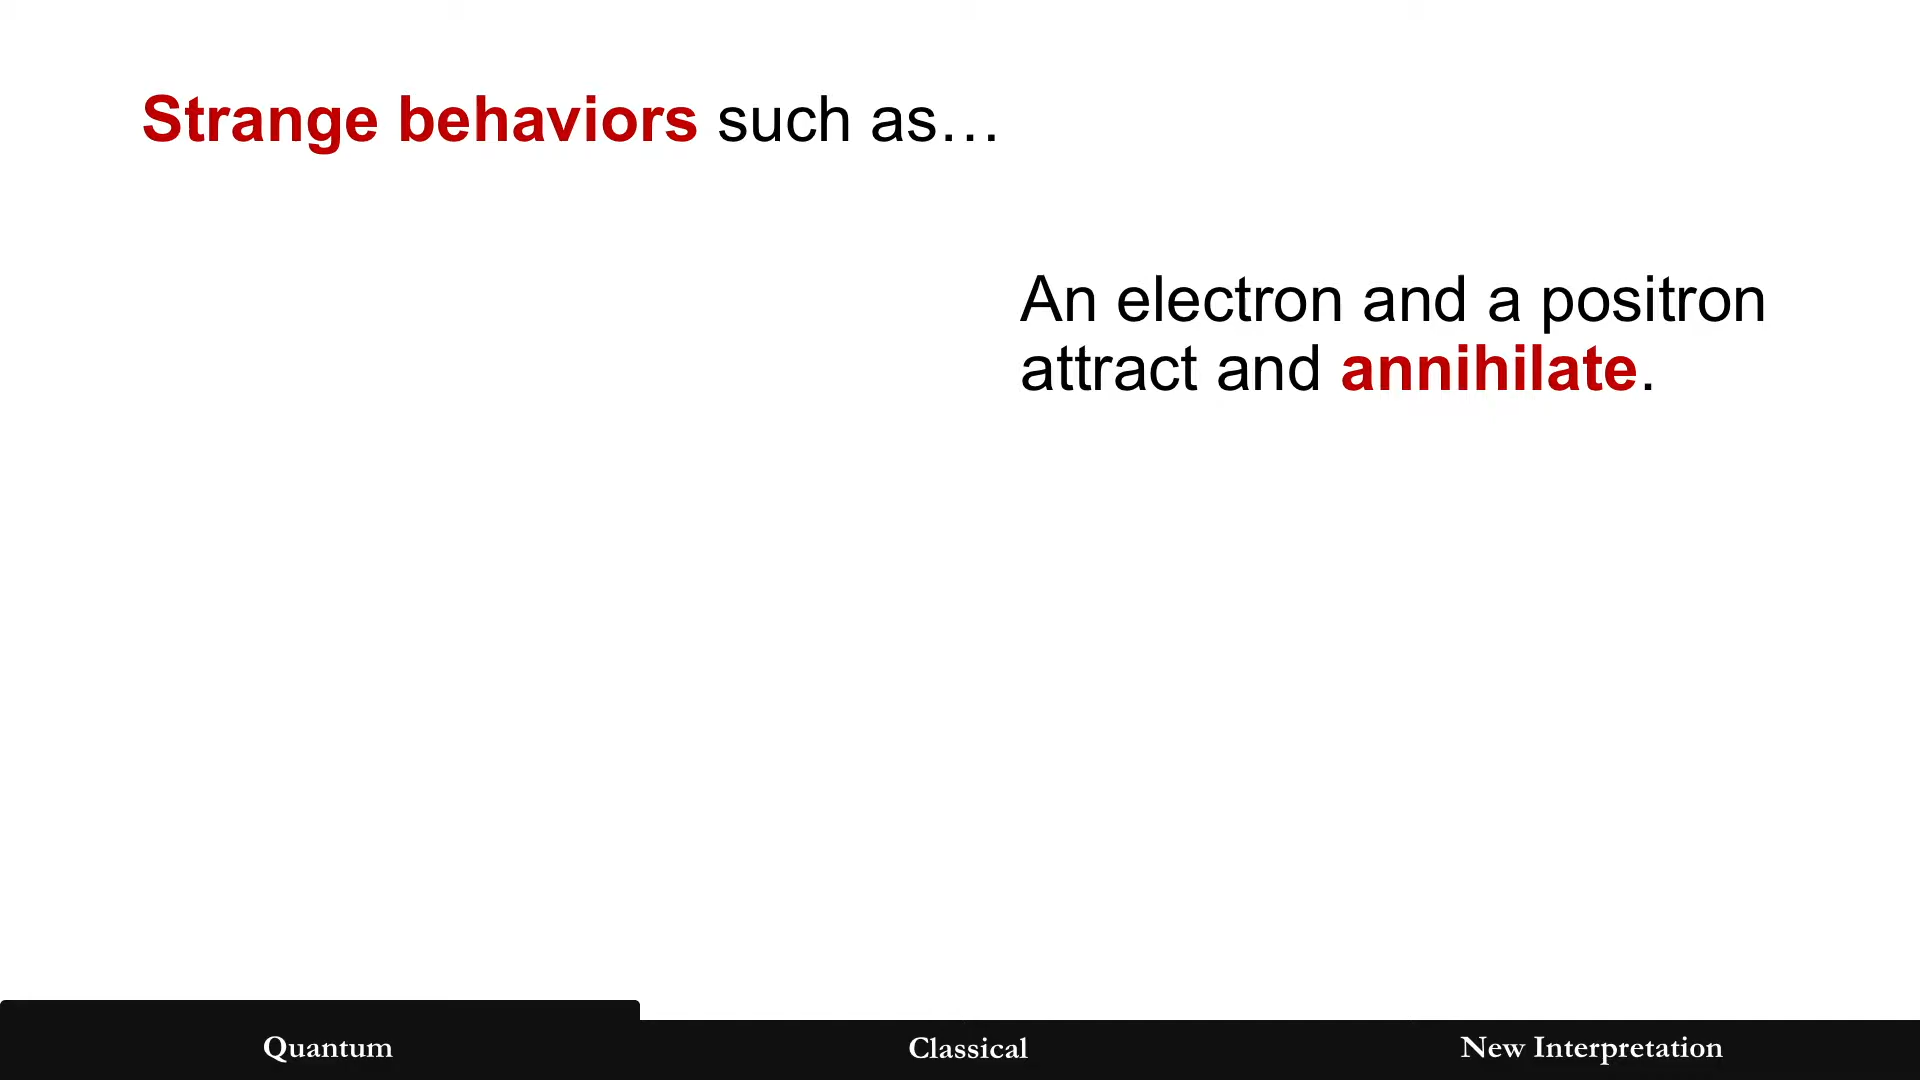 Strange behaviors such as…
An electron and a positron
attract and annihilate.
Quantum
Classical
New Interpretation